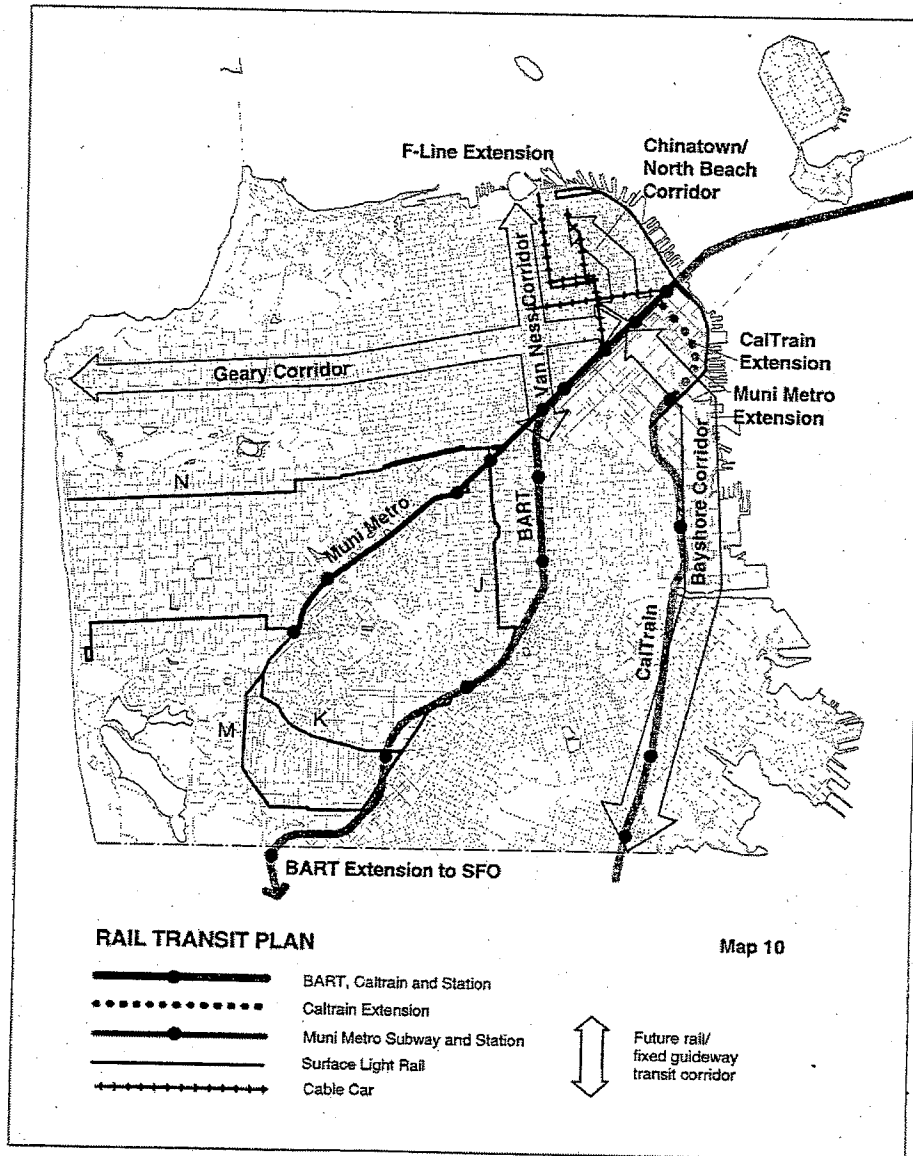 F-Line Extension
Chinatown/
North Beach
Corridor
Van Ness Corridor
CalTrain
Extension
Geary Corridor
Muni Metro
Extension
Bayshore Corridor
N
Muni Metro
BART
J
L
CalTrain
K
M
BART Extension to SFO
RAIL TRANSIT PLAN
Map 10
BART, Caltrain and Station
Caltrain Extension
Muni Metro Subway and Station
Surface Light Rail
Cable Car
Future rail/
fixed guideway
transit corridor